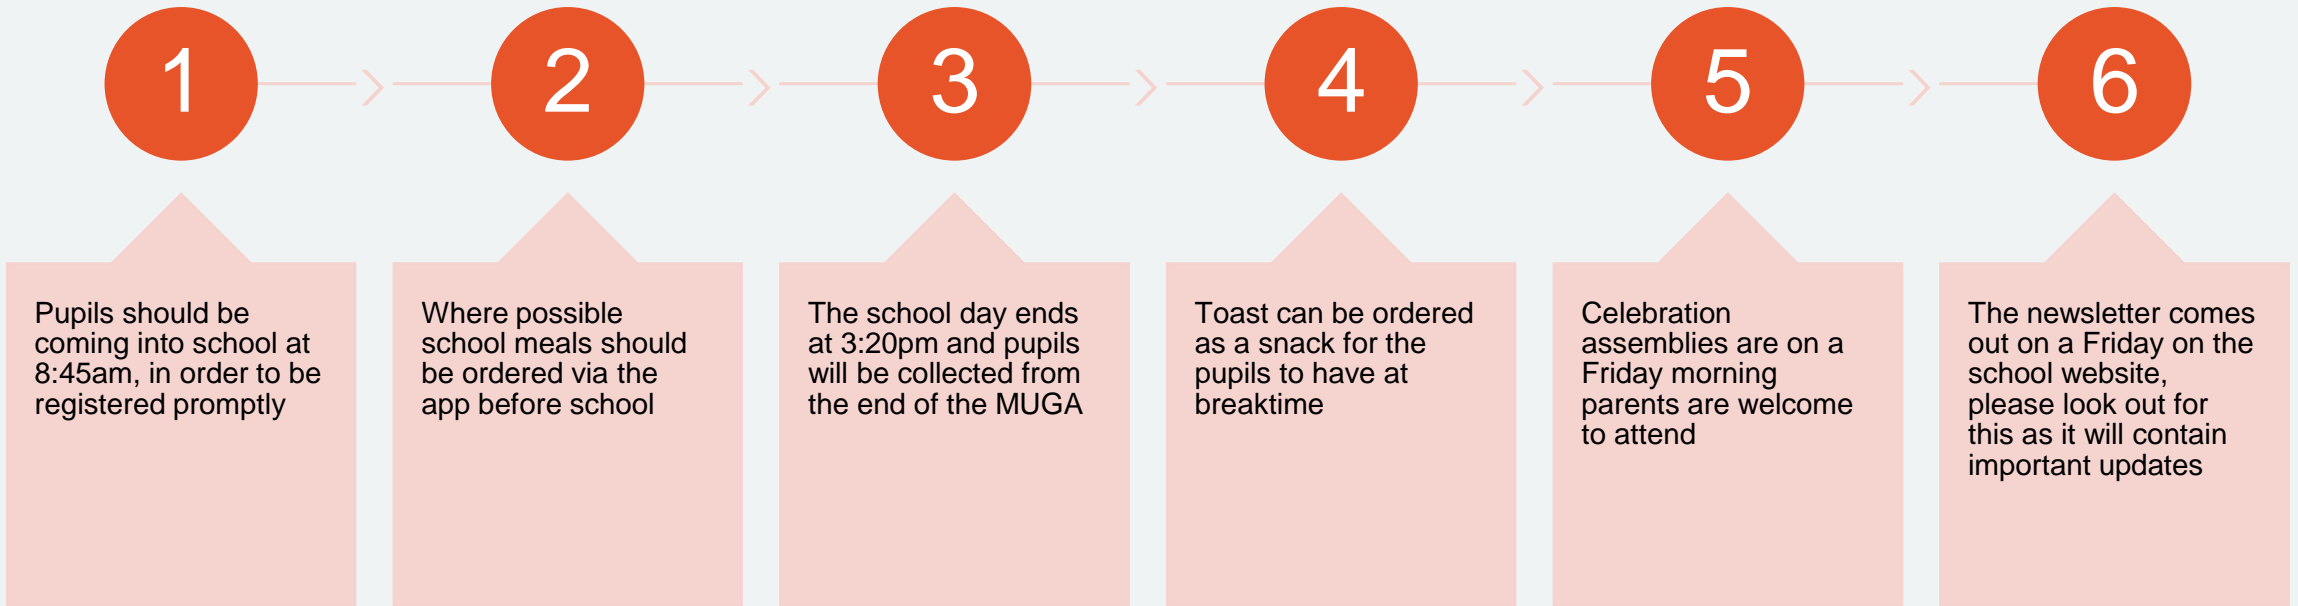 1
2
3
4
5
6
Pupils should be
coming into school at
8:45am, in order to be
registered promptly
Where possible
school meals should
be ordered via the
app before school
The school day ends
at 3:20pm and pupils
will be collected from
the end of the MUGA
Toast can be ordered
as a snack for the
pupils to have at
breaktime
Celebration
assemblies are on a
Friday morning
parents are welcome
to attend
The newsletter comes
out on a Friday on the
school website,
please look out for
this as it will contain
important updates